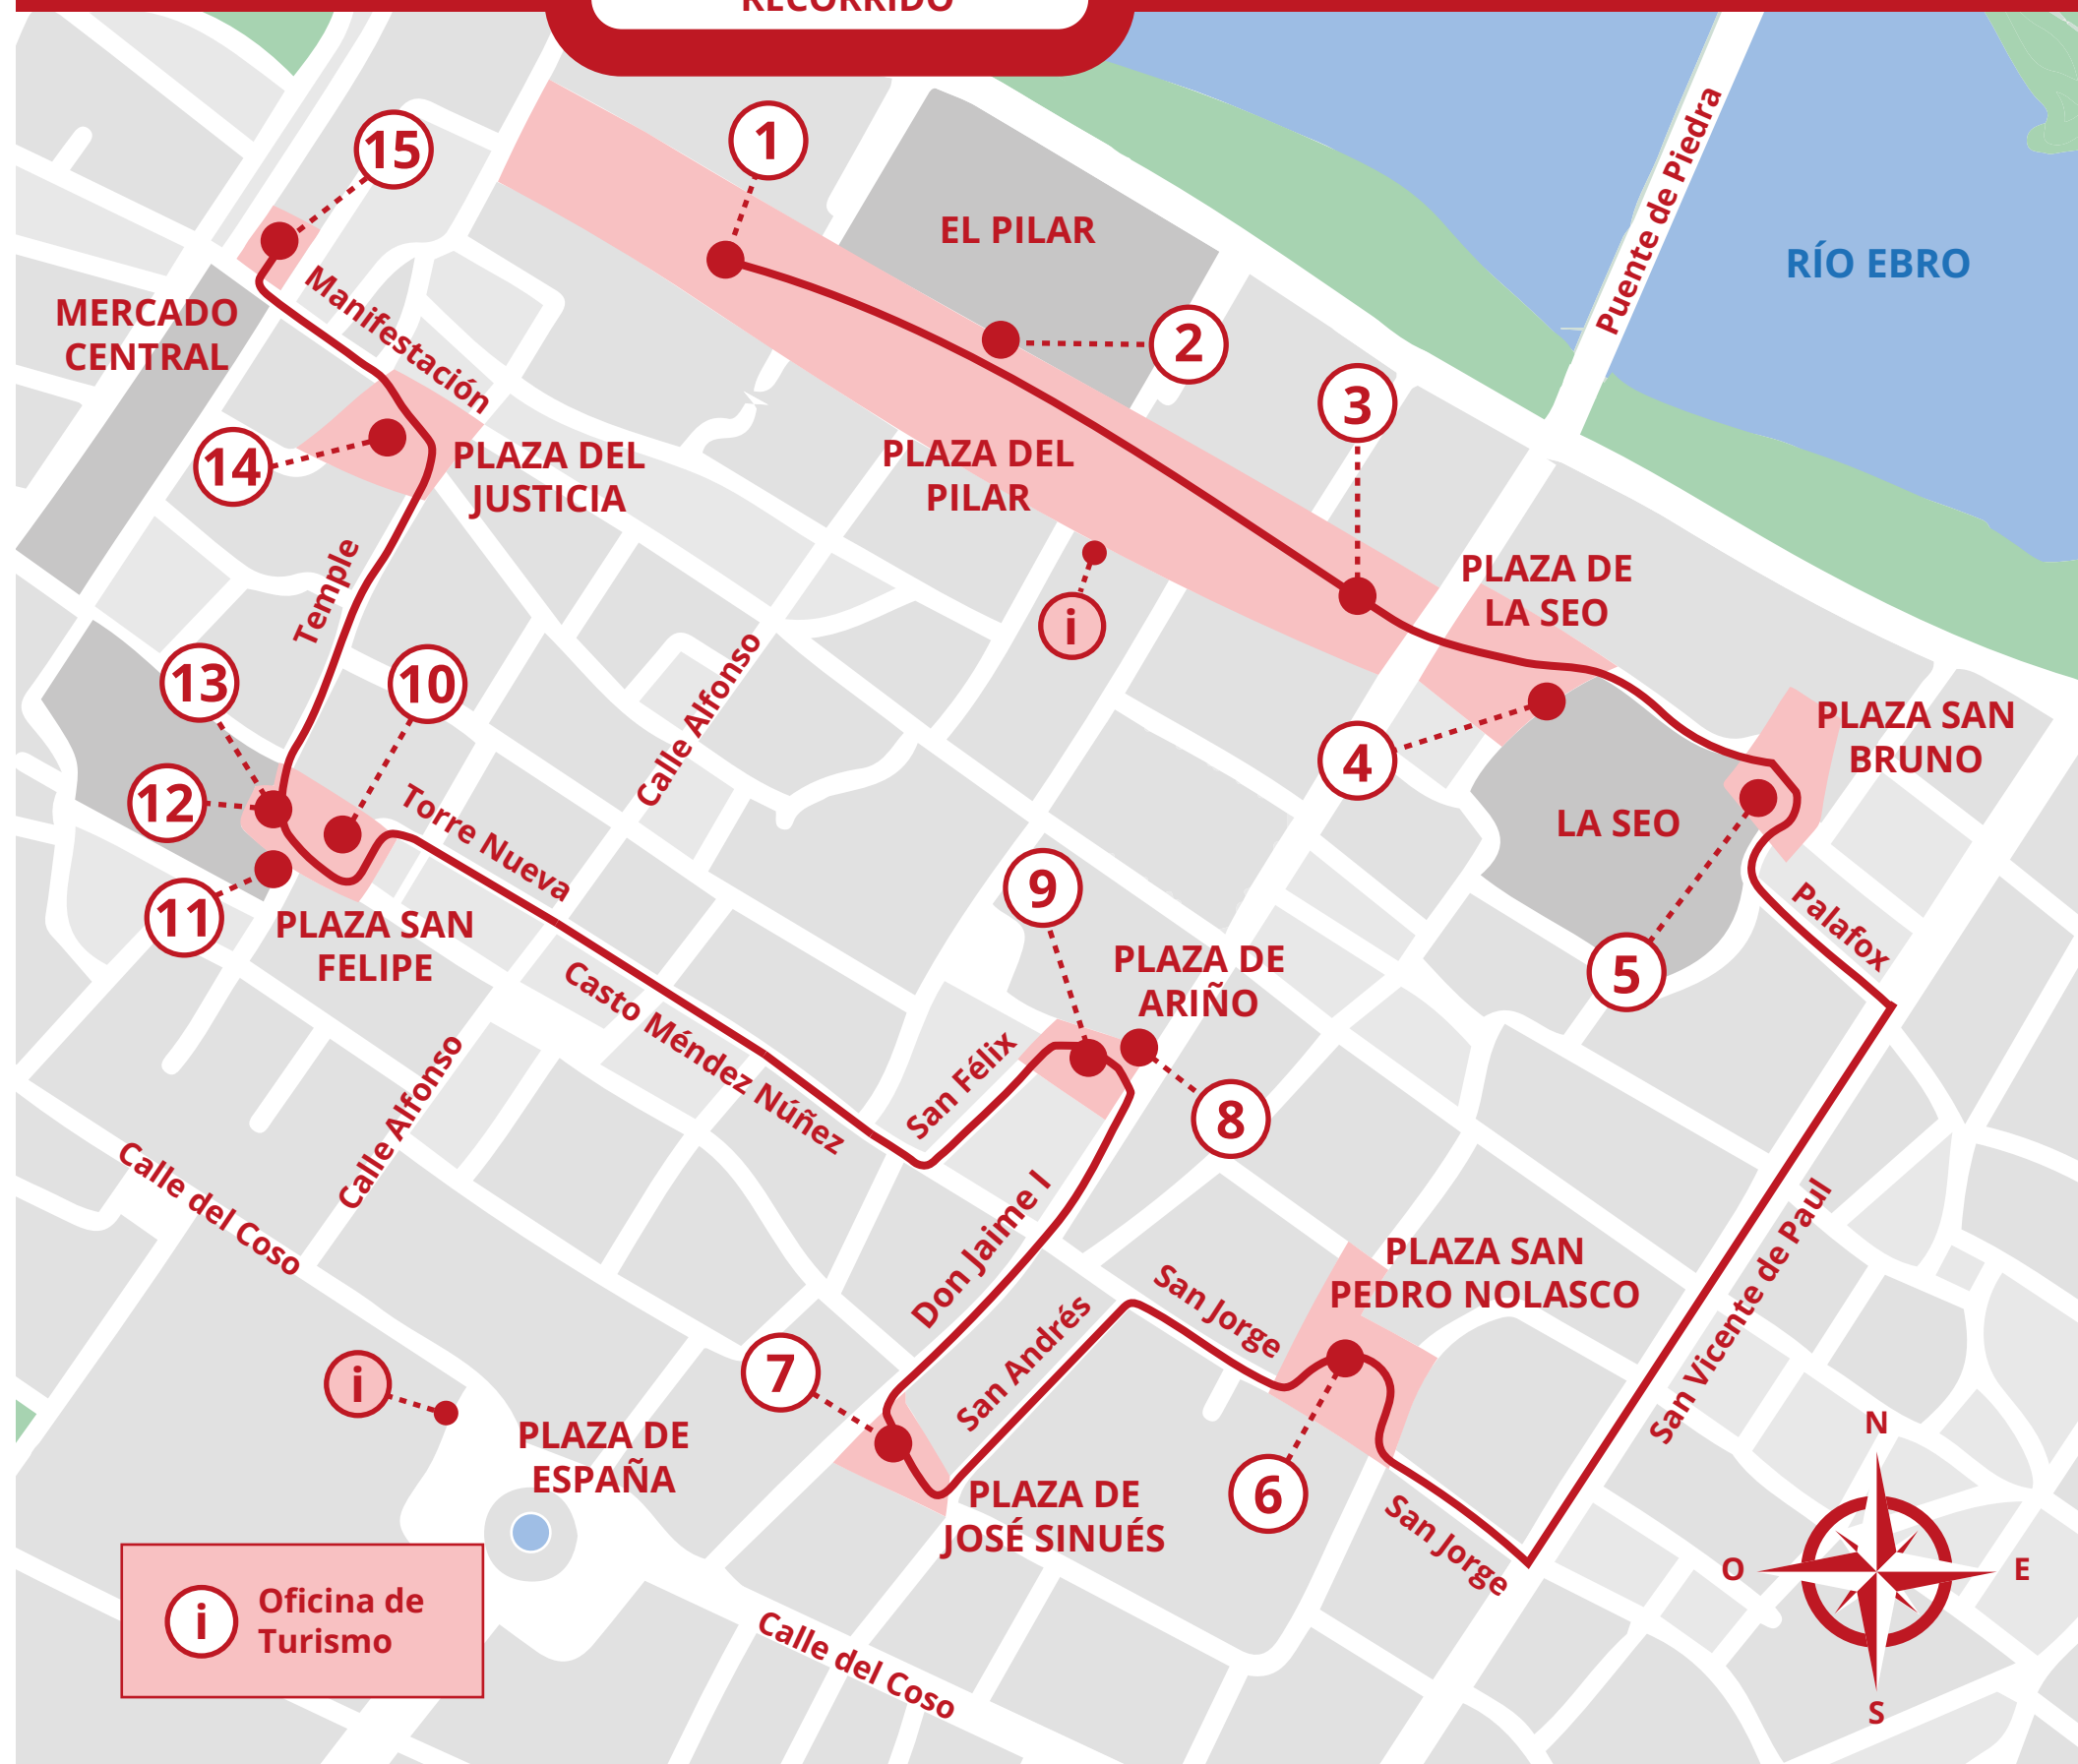 RECORRIDO
15
1
EL PILAR
2
Puente de Piedra
RÍO EBRO
MERCADO
CENTRAL
Manifestación
3
14
PLAZA DEL
JUSTICIA
PLAZA DEL
PILAR
Temple
i
PLAZA DE
LA SEO
13
10
Calle Alfonso
4
PLAZA SAN
BRUNO
12
Torre Nueva
LA SEO
11
PLAZA SAN
FELIPE
9
PLAZA DE
ARIÑO
5
Palafox
Casto Méndez Núñez
San Félix
8
Calle Alfonso
Calle del Coso
Don Jaime I
San Andrés
San Jorge
PLAZA SAN
PEDRO NOLASCO
San Vicente de Paul
i
7
PLAZA DE
ESPAÑA
PLAZA DE
JOSÉ SINUÉS
6
San Jorge
N
O
E
S
i
Oficina de
Turismo
Calle del Coso